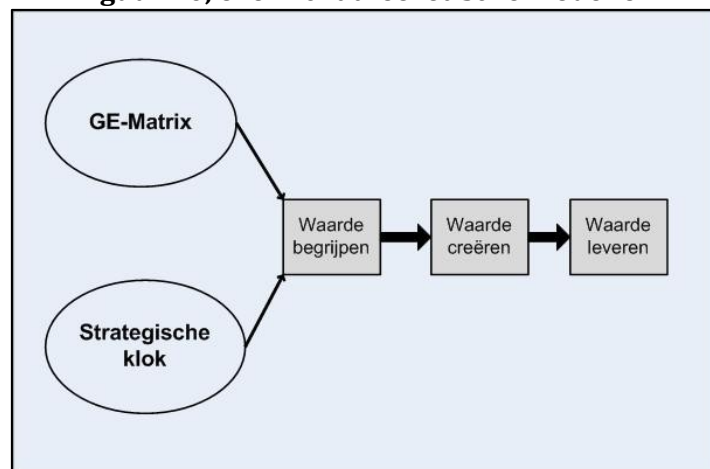 GE-Matrix
Waarde
begrijpen
Waarde
creëren
Waarde
leveren
Strategische
klok